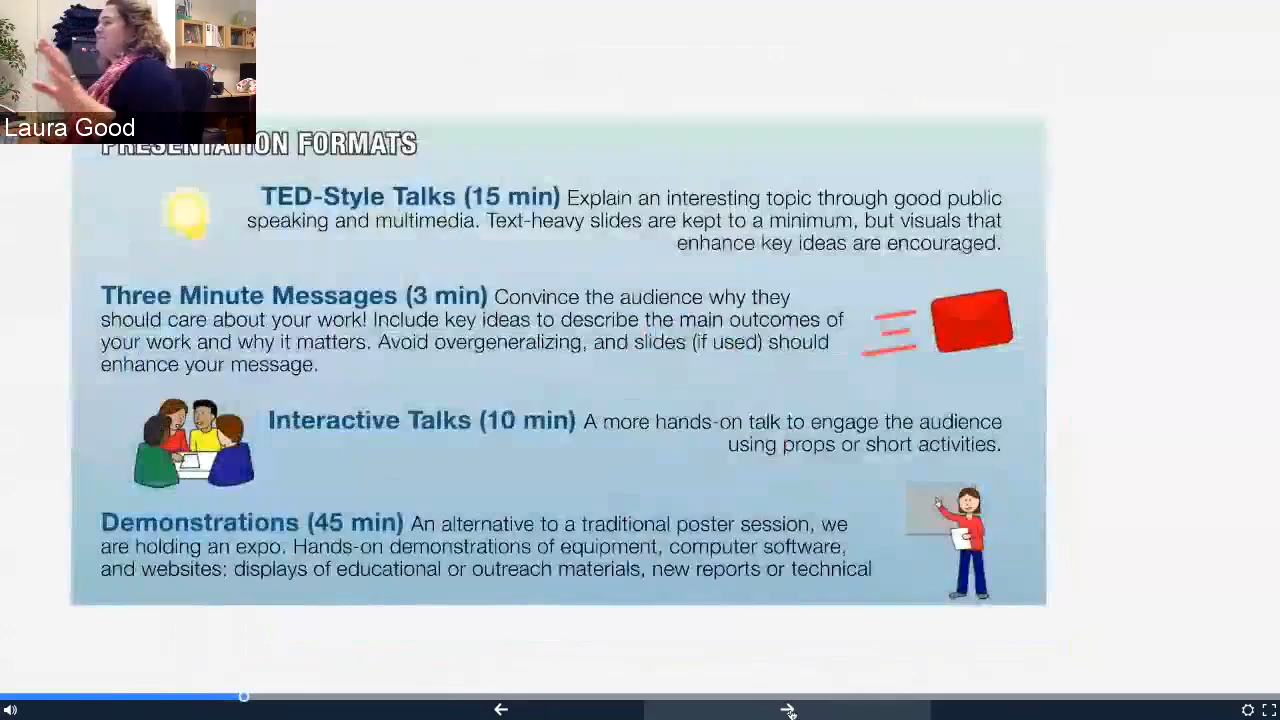 Laura Good
PRESENTATION FORMATS
TED-Style Talks (15 min) Explain an interesting topic through good public
speaking and multimedia. Text-heavy slides are kept to a minimum, but visuals that
enhance key ideas are encouraged.
Three Minute Messages (3 min) Convince the audience why they
should care about your work! Include key ideas to describe the main outcomes of
your work and why it matters. Avoid overgeneralizing, and slides (if used) should
enhance your message.
Interactive Talks (10 min) A more hands-on talk to engage the audience
using props or short activities.
Demonstrations (45 min) An alternative to a traditional poster session, we
are holding an expo. Hands-on demonstrations of equipment, computer software,
and websites; displays of educational or outreach materials, new reports or technical